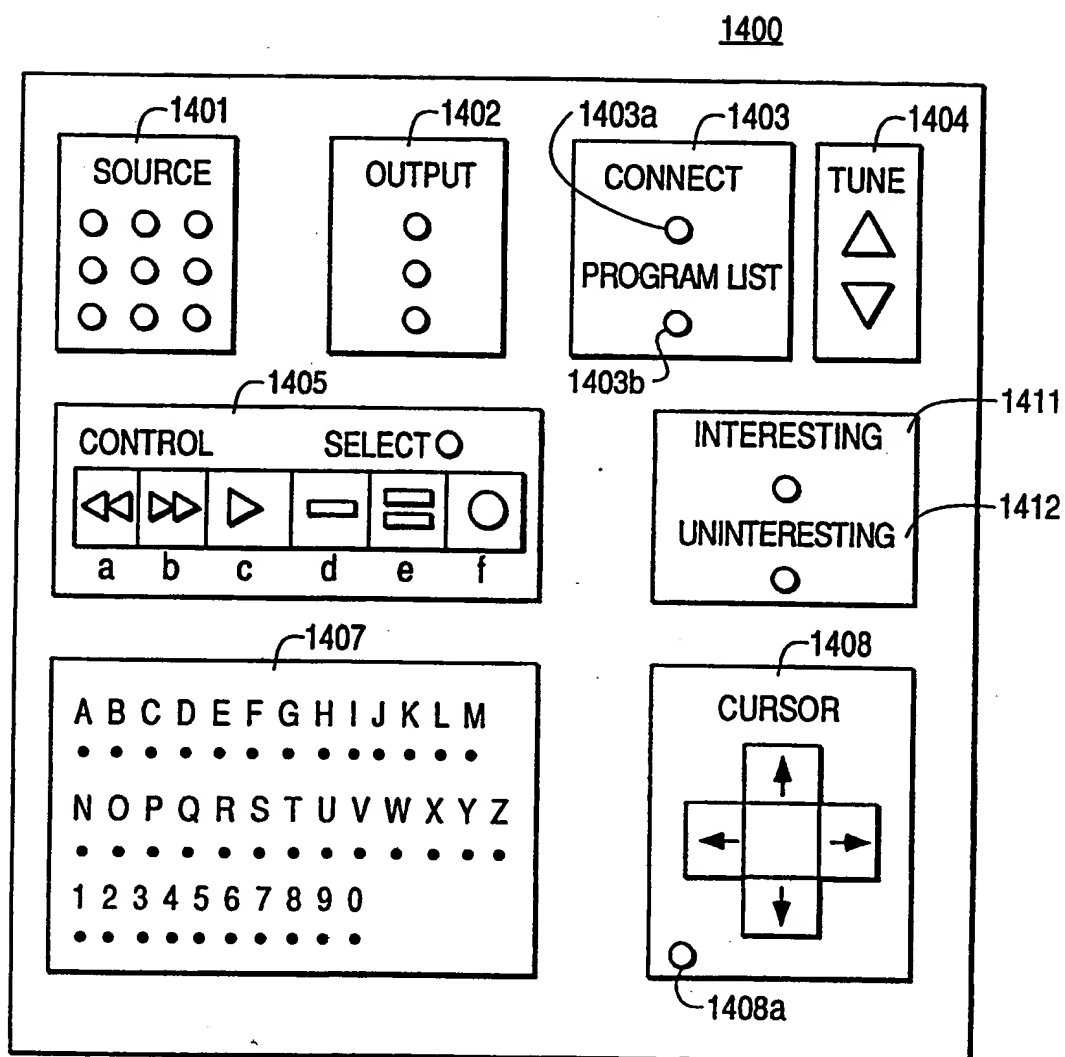 1400
1401
SOURCE
1402
OUTPUT
1403a
1403
CONNECT
PROGRAM LIST
1403b
1404
TUNE
1405
CONTROL SELECT
a b c d e f
1411
INTERESTING
1412
UNINTERESTING
1407
A B C D E F G H I J K L M
N O P Q R S T U V W X Y Z
1 2 3 4 5 6 7 8 9 0
1408
CURSOR
1408a